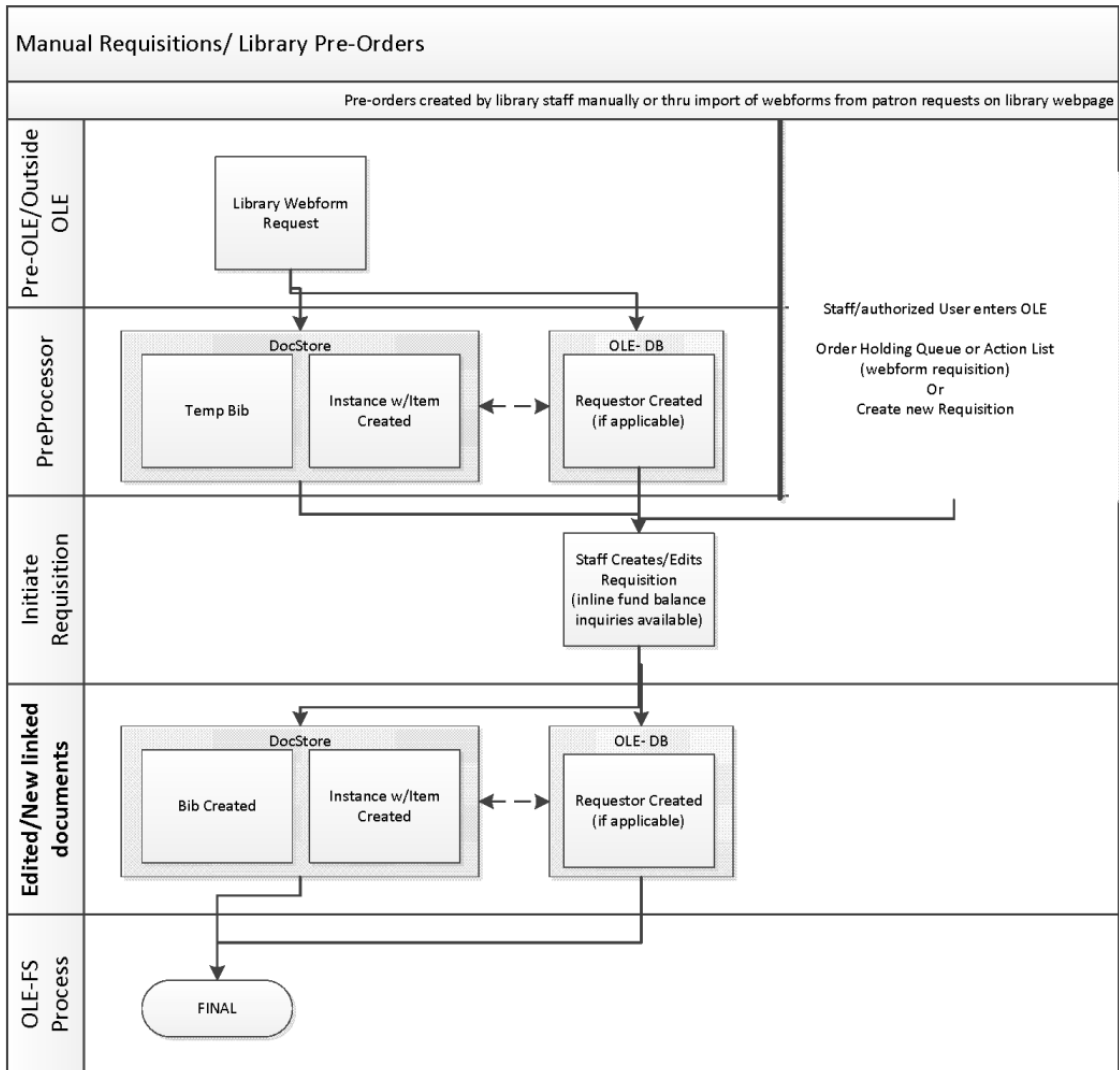 Manual Requisitions/ Library Pre-Orders
Pre-orders created by library staff manually or thru import of webforms from patron requests on library webpage
Pre-OLE/Outside
OLE
Library Webform
Request
Staff/authorized User enters OLE
Order Holding Queue or Action List
(webform requisition)
Or
Create new Requisition
PreProcessor
DocStore
Temp Bib
Instance w/Item
Created
OLE- DB
Requestor Created
(if applicable)
Initiate
Requisition
Staff Creates/Edits
Requisition
(inline fund balance
inquiries available)
Edited/New linked
documents
DocStore
Bib Created
Instance w/Item
Created
OLE- DB
Requestor Created
(if applicable)
OLE-FS
Process
FINAL